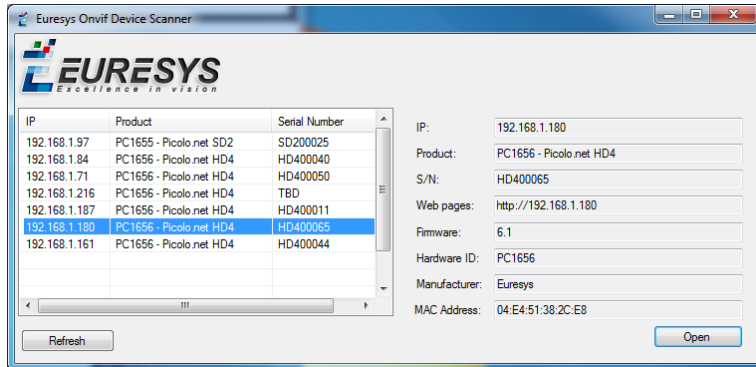 Euresys Onvif Device Scanner
EURESYS
Excellence in vision
IP Product Serial Number
192.168.1.97 PC1655 - Picolo.net SD2 SD200025
192.168.1.84 PC1656 - Picolo.net HD4 HD400040
192.168.1.71 PC1656 - Picolo.net HD4 HD400050
192.168.1.216 PC1656 - Picolo.net HD4 TBD
192.168.1.187 PC1656 - Picolo.net HD4 HD400011
192.168.1.180 PC1656 - Picolo.net HD4 HD400065
192.168.1.161 PC1656 - Picolo.net HD4 HD400044
Refresh
IP: 192.168.1.180
Product: PC1656 - Picolo.net HD4
S/N: HD400065
Web pages: http://192.168.1.180
Firmware: 6.1
Hardware ID: PC1656
Manufacturer: Euresys
MAC Address: 04:E4:51:38:2C:E8
Open